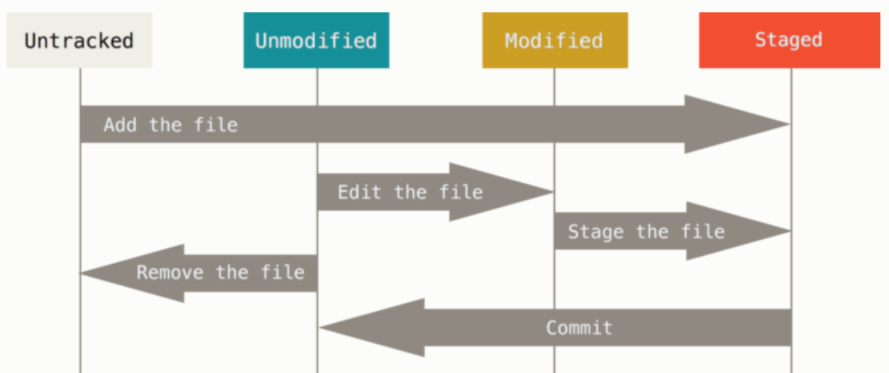 Untracked
Unmodified
Modified
Staged
Add the file
Edit the file
Stage the file
Remove the file
Commit